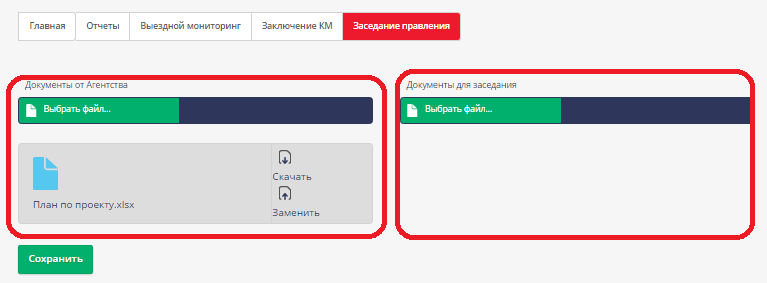 Главная Отчеты Выездной мониторинг Заключение КМ Заседание правления
Документы от Агентства Документы для заседания
Выбрать файл... Выбрать файл...
Скачать
План по проекту.xlsx
Заменить
Сохранить